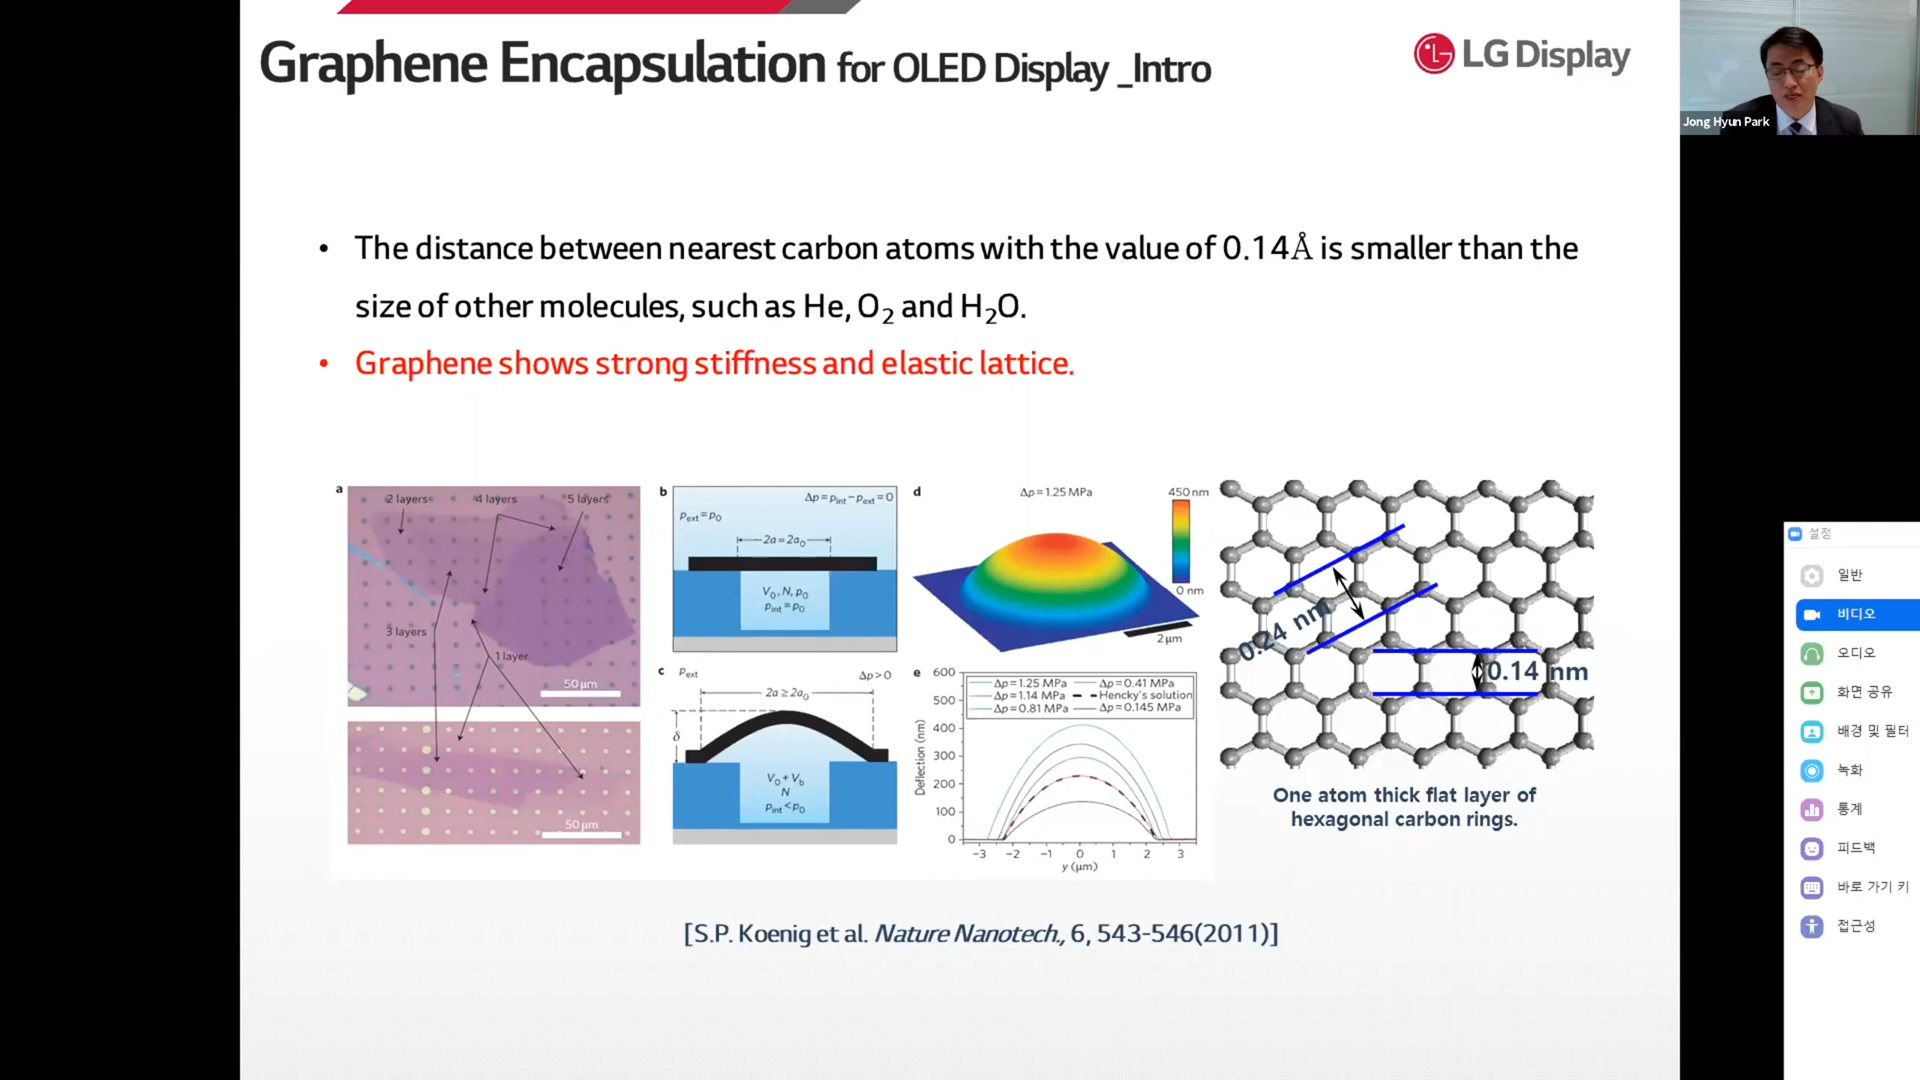 Graphene Encapsulation for OLED Display _Intro
LG Display
Jong Hyun Park
• The distance between nearest carbon atoms with the value of 0.14Å is smaller than the
size of other molecules, such as He, O₂ and H₂O.
• Graphene shows strong stiffness and elastic lattice.
a
2 layers
4 layers
5 layers
3 layers
1 layer
50 μm
50 μm
b
Δp = p_int − p_ext = 0
p_ext = p₀
2a = 2a₀
V₀, N, p₀
p_int = p₀
c
p_ext
Δp > 0
2a ≥ 2a₀
δ
V₀ + V_b
N
p_int < p₀
d
Δp = 1.25 MPa
450 nm
0 nm
2 μm
e
Δp = 1.25 MPa
Δp = 0.41 MPa
Δp = 1.14 MPa
Hencky's solution
Δp = 0.81 MPa
Δp = 0.145 MPa
Deflection (nm)
600
500
400
300
200
100
0
−3 −2 −1 0 1 2 3
y (μm)
0.24 nm
0.14 nm
One atom thick flat layer of
hexagonal carbon rings.
[S.P. Koenig et al. Nature Nanotech., 6, 543-546(2011)]
설정
일반
비디오
오디오
화면 공유
배경 및 필터
녹화
통계
피드백
바로 가기 키
접근성